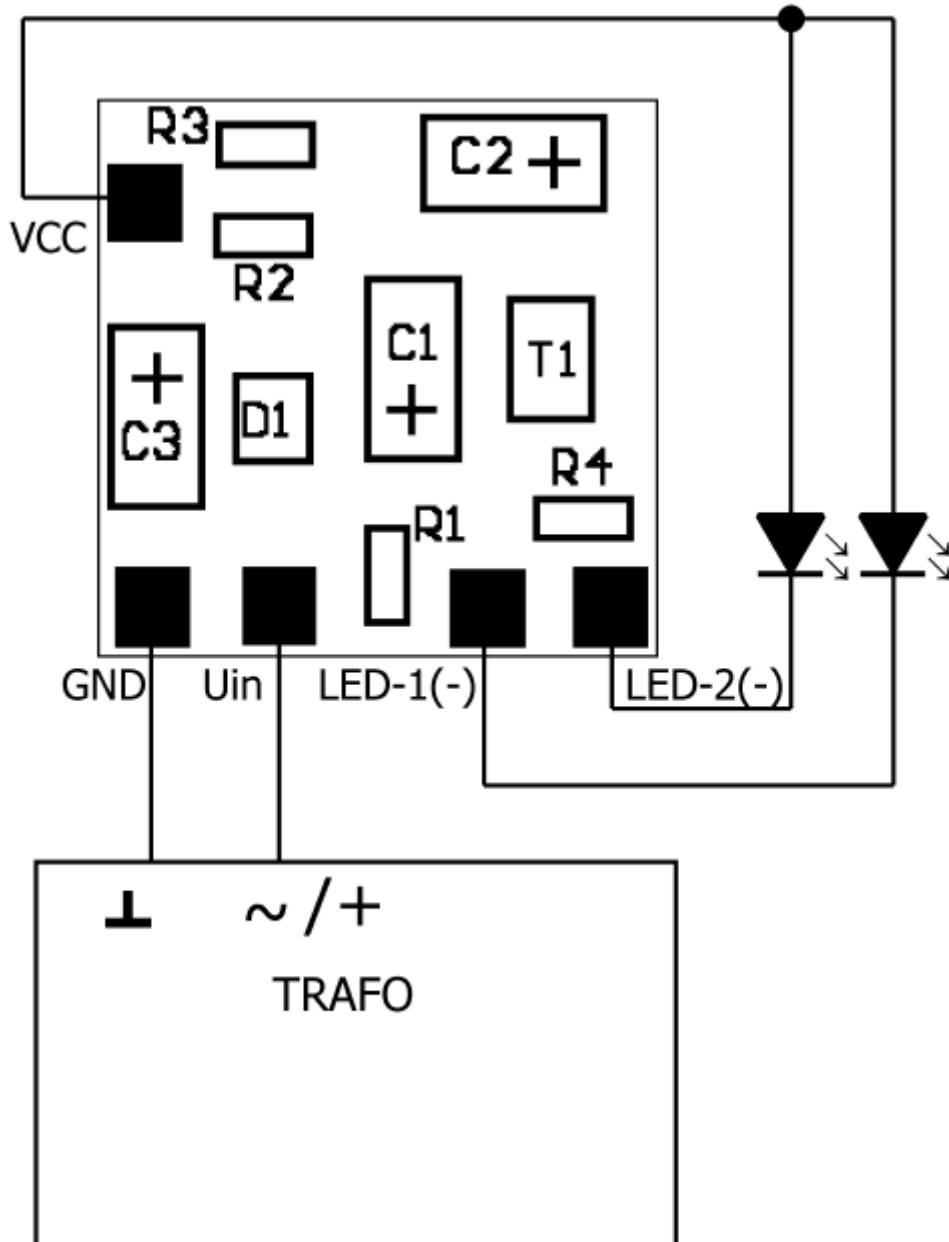 R3
C2 +
VCC
R2
C1
+
T1
+
C3
D1
R4
R1
GND
Uin
LED-1(-)
LED-2(-)
⊥
~/+
TRAFO